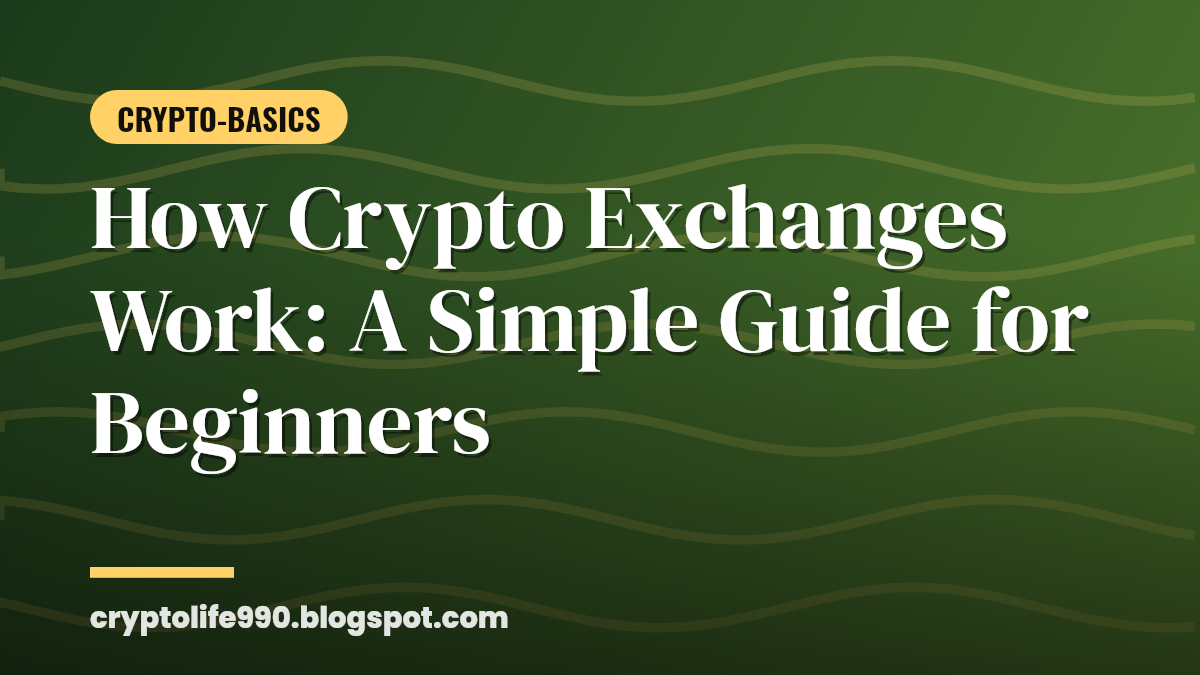 CRYPTO-BASICS
How Crypto Exchanges
Work: A Simple Guide for
Beginners
cryptolife990.blogspot.com